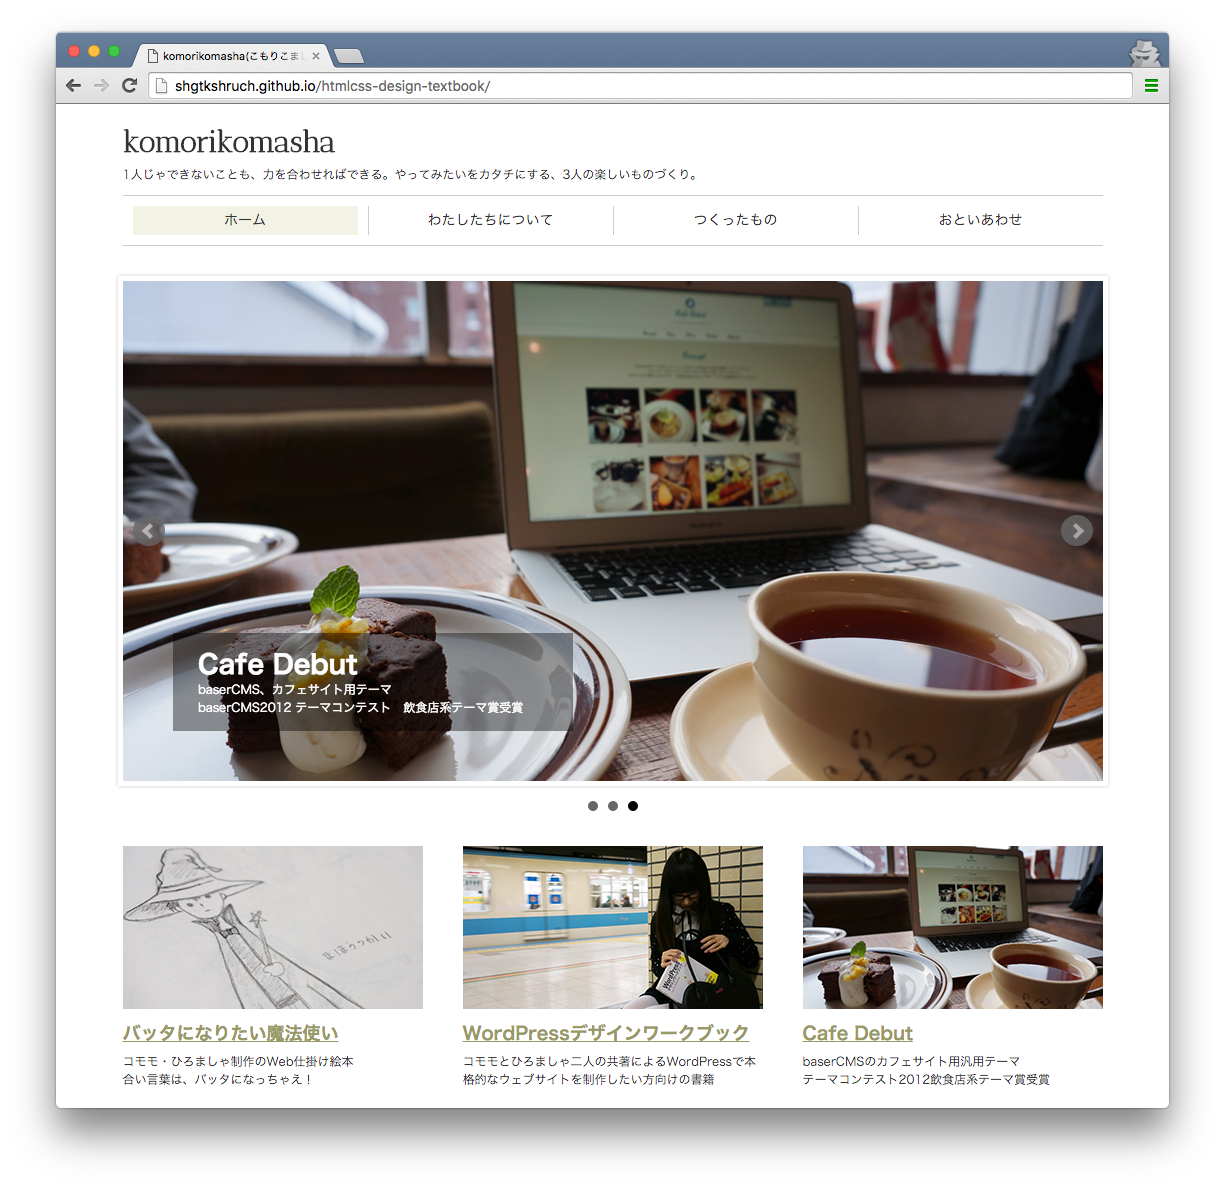 komorikomasha(こもりこまし
shgtkshruch.github.io/htmlcss-design-textbook/
komorikomasha
1人じゃできないことも、力を合わせればできる。やってみたいをカタチにする、3人の楽しいものづくり。
ホーム
わたしたちについて
つくったもの
おといあわせ
Cafe Debut
baserCMS、カフェサイト用テーマ
baserCMS2012 テーマコンテスト　飲食店系テーマ賞受賞
まほうつかい
WordPress
バッタになりたい魔法使い
WordPressデザインワークブック
Cafe Debut
コモモ・ひろましゃ制作のWeb仕掛け絵本
合い言葉は、バッタになっちゃえ！
コモモとひろましゃ二人の共著によるWordPressで本
格的なウェブサイトを制作したい方向けの書籍
baserCMSのカフェサイト用汎用テーマ
テーマコンテスト2012飲食店系テーマ賞受賞